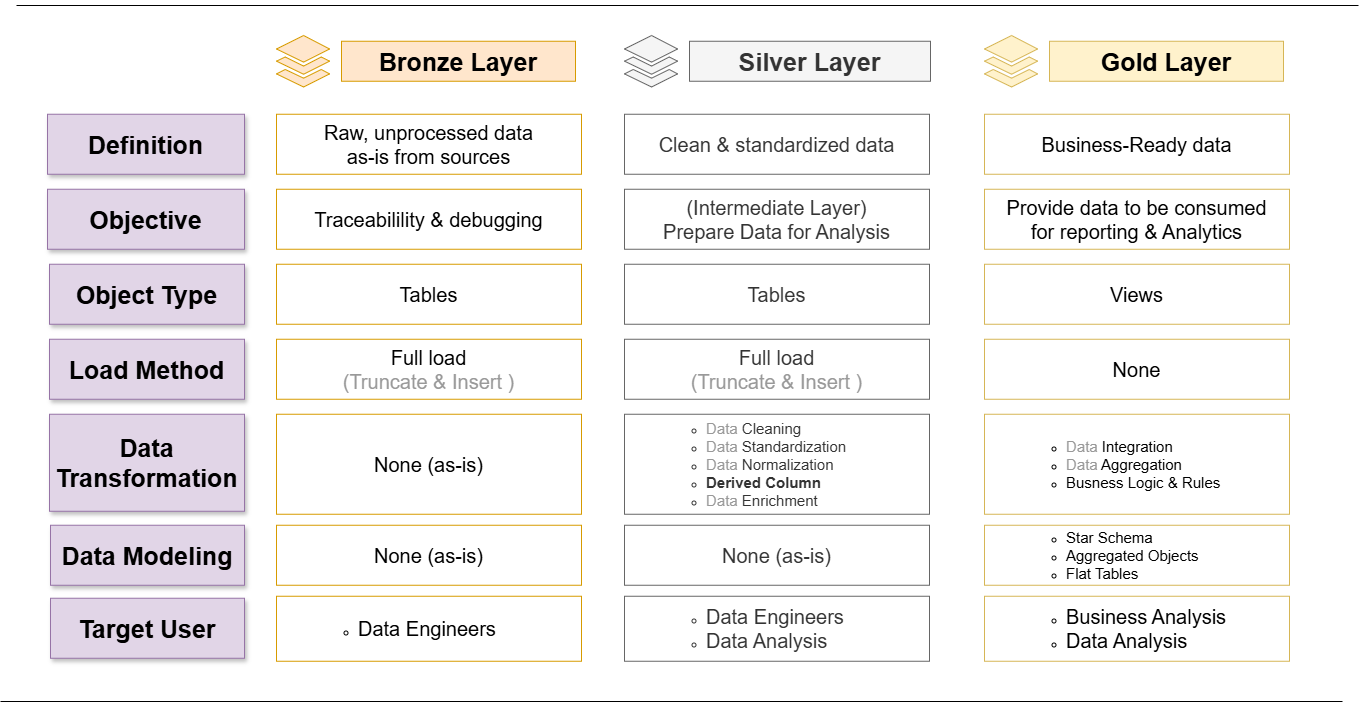 Bronze Layer
Silver Layer
Gold Layer
Definition
Raw, unprocessed data
as-is from sources
Clean & standardized data
Business-Ready data
Objective
Traceabilility & debugging
(Intermediate Layer)
Prepare Data for Analysis
Provide data to be consumed
for reporting & Analytics
Object Type
Tables
Tables
Views
Load Method
Full load
(Truncate & Insert )
Full load
(Truncate & Insert )
None
Data
Transformation
None (as-is)
Data Cleaning
Data Standardization
Data Normalization
Derived Column
Data Enrichment
Data Integration
Data Aggregation
Busness Logic & Rules
Data Modeling
None (as-is)
None (as-is)
Star Schema
Aggregated Objects
Flat Tables
Target User
Data Engineers
Data Engineers
Data Analysis
Business Analysis
Data Analysis